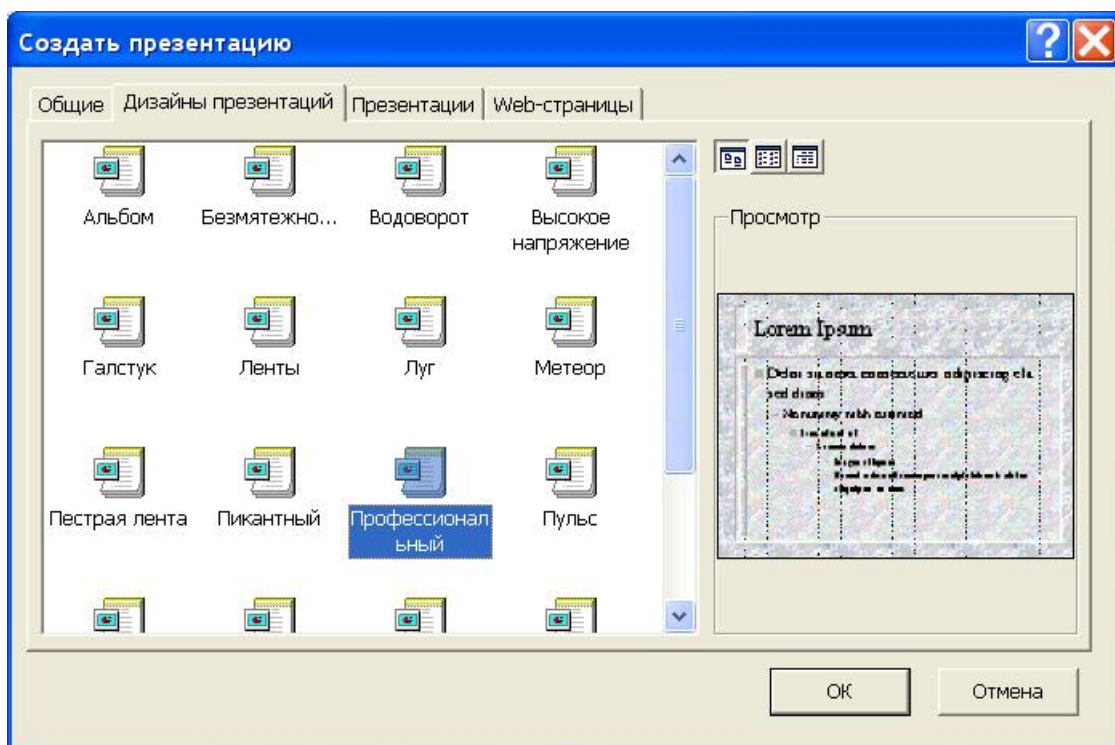 Создать презентацию
Общие Дизайны презентаций Презентации Web-страницы
Альбом Безмятежно... Водоворот Высокое
напряжение
Просмотр
Галстук Ленты Луг Метеор
Lorem Ipsum
Пестрая лента Пикантный Профессионал Пульс
ьный
ОК Отмена